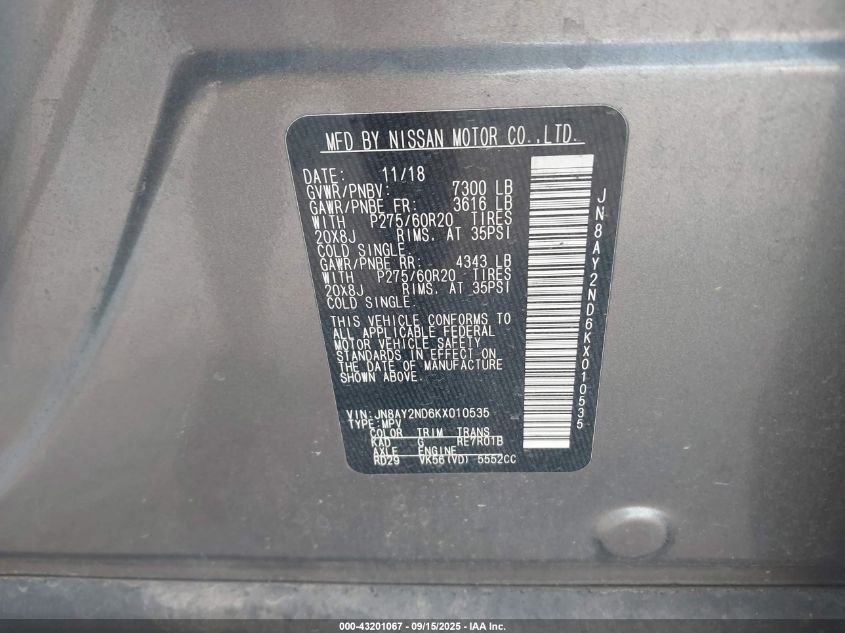 MFD BY NISSAN MOTOR CO.,LTD.
DATE: 11/18
GVWR/PNBV: 7300 LB
GAWR/PNBE FR: 3616 LB
WITH P275/60R20 TIRES
20X8J RIMS. AT 35PSI
COLD SINGLE.
GAWR/PNBE RR: 4343 LB
WITH P275/60R20 TIRES
20X8J RIMS. AT 35PSI
COLD SINGLE.
THIS VEHICLE CONFORMS TO
ALL APPLICABLE FEDERAL
MOTOR VEHICLE SAFETY
STANDARDS IN EFFECT ON
THE DATE OF MANUFACTURE
SHOWN ABOVE.
VIN:JN8AY2ND6KX010535
TYPE:MPV
COLOR TRIM TRANS
KAD G RE7R01B
AXLE ENGINE
RD29 VK56(VD) 5552CC
JN8AY2ND6KX010535
000-43201067 - 09/15/2025 - IAA Inc.